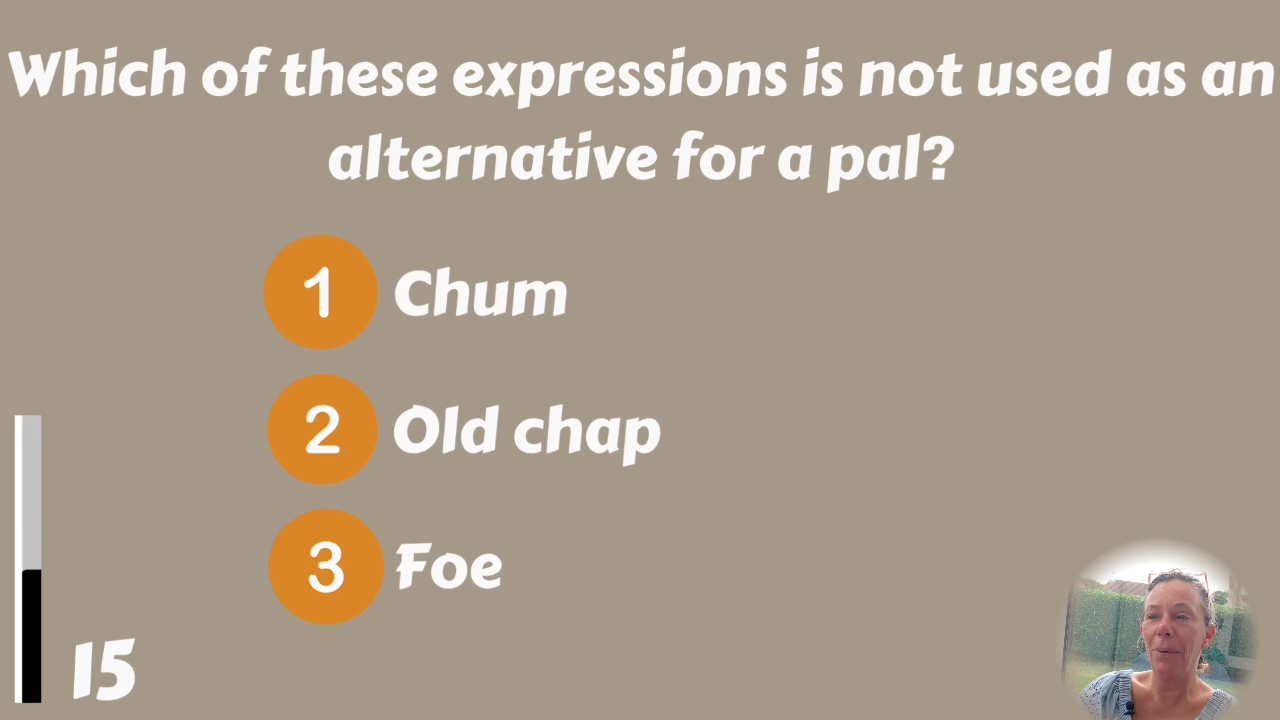 Which of these expressions is not used as an
alternative for a pal?
1 Chum
2 Old chap
3 Foe
15